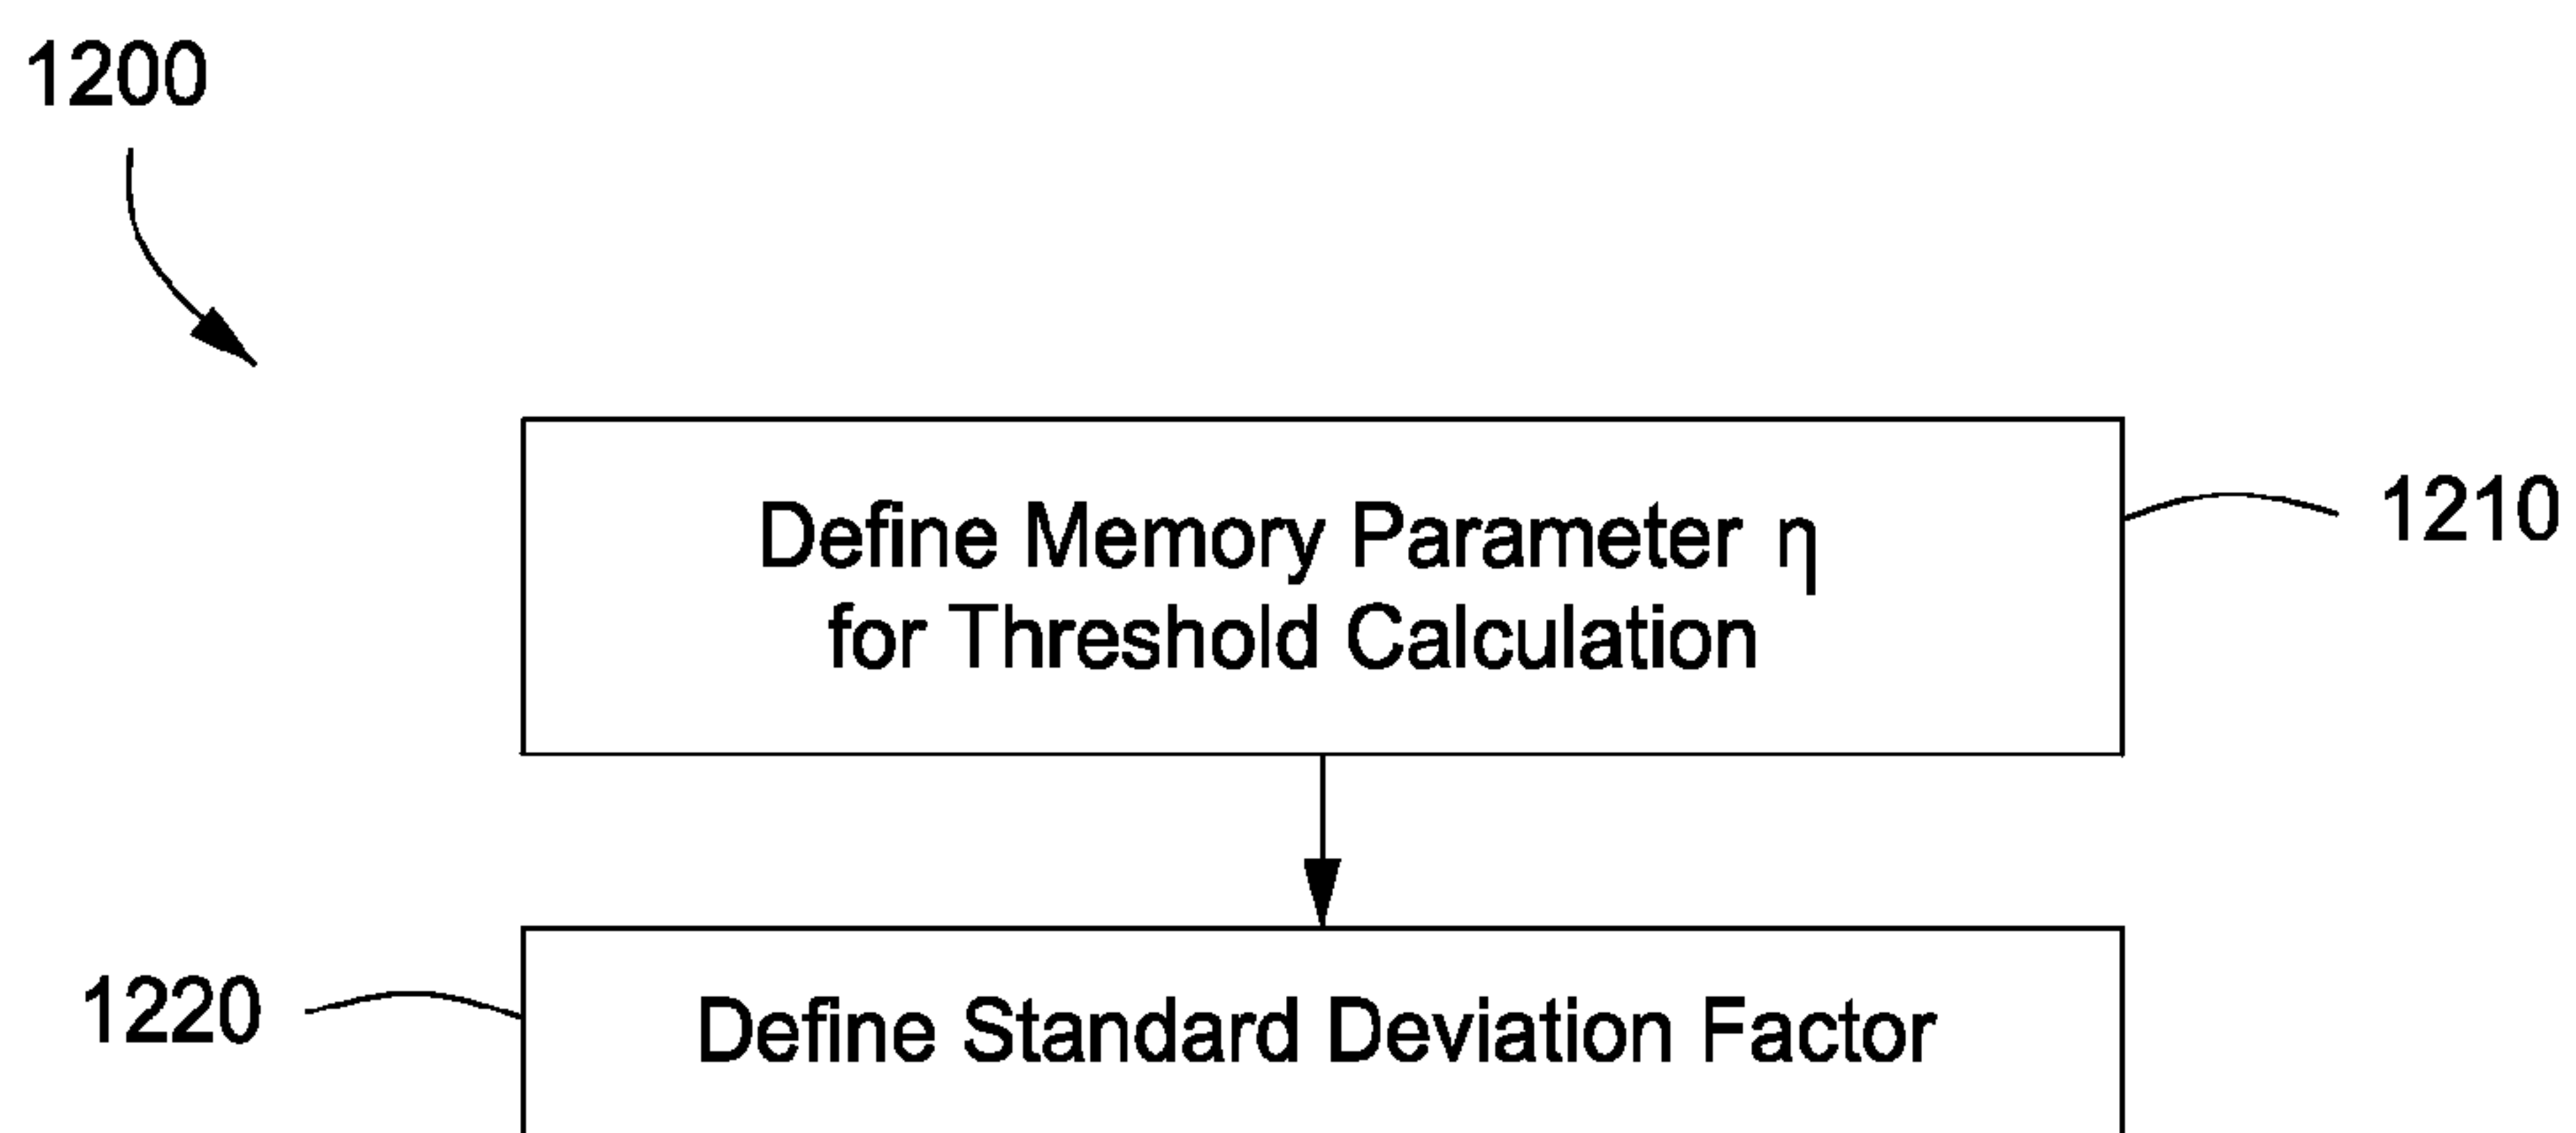 1200
Define Memory Parameter η
for Threshold Calculation
1210
1220
Define Standard Deviation Factor